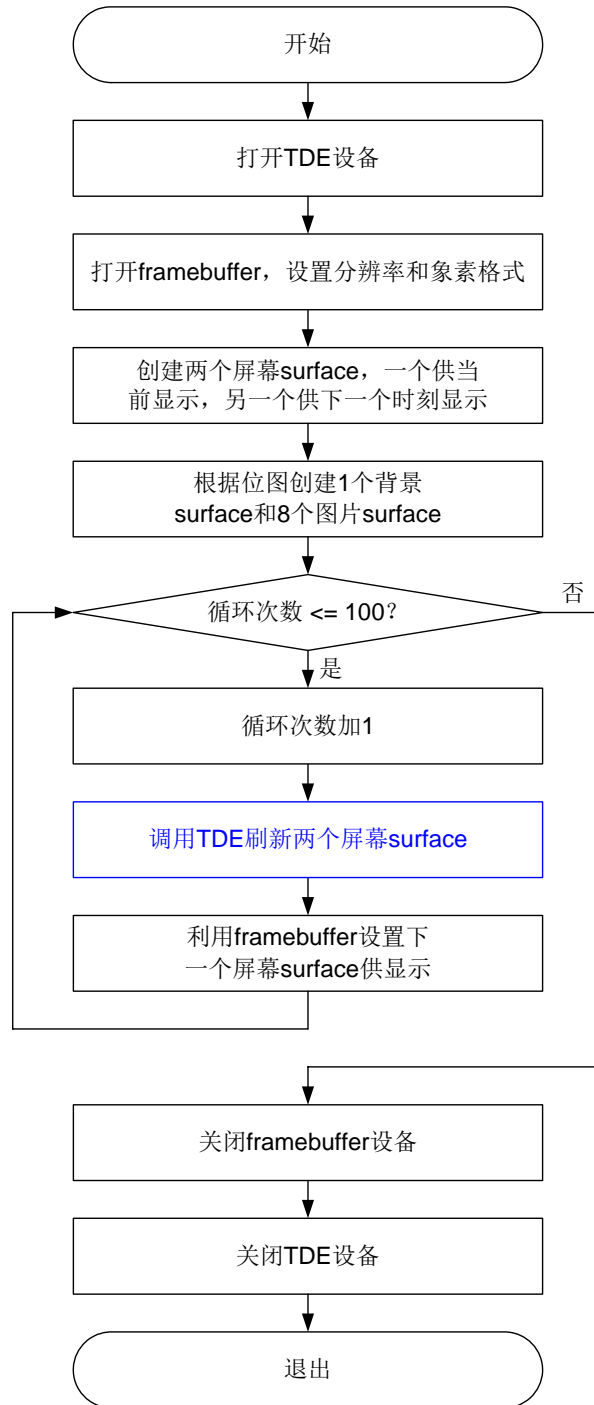 开始
打开TDE设备
打开framebuffer，设置分辨率和象素格式
创建两个屏幕surface，一个供当
前显示，另一个供下一个时刻显示
根据位图创建1个背景
surface和8个图片surface
循环次数 <= 100?
否
是
循环次数加1
调用TDE刷新两个屏幕surface
利用framebuffer设置下
一个屏幕surface供显示
关闭framebuffer设备
关闭TDE设备
退出